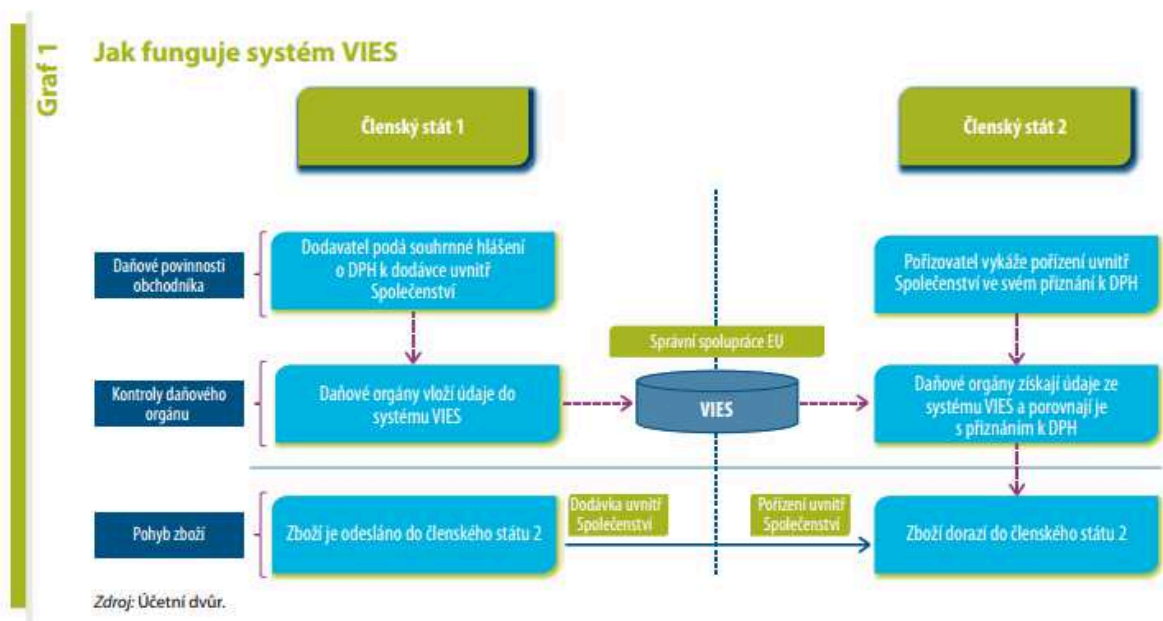 Graf 1
Jak funguje systém VIES
Členský stát 1
Členský stát 2
Daňové povinnosti
obchodníka
Dodavatel podá souhrnné hlášení
o DPH k dodávce uvnitř
Společenství
Pořizovatel vykáže pořízení uvnitř
Společenství ve svém přiznání k DPH
Správní spolupráce EU
Kontroly daňového
orgánu
Daňové orgány vloží údaje do
systému VIES
VIES
Daňové orgány získají údaje ze
systému VIES a porovnají je
s přiznáním k DPH
Pohyb zboží
Zboží je odesláno do členského státu 2
Dodávka uvnitř
Společenství
Pořízení uvnitř
Společenství
Zboží dorazí do členského státu 2
Zdroj: Účetní dvůr.